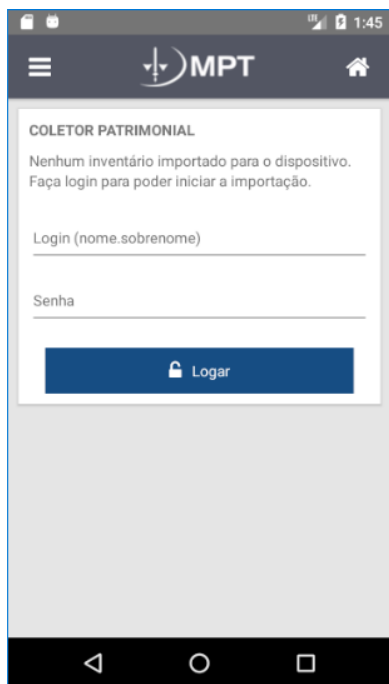 LTE 1:45
MPT
COLETOR PATRIMONIAL
Nenhum inventário importado para o dispositivo.
Faça login para poder iniciar a importação.
Login (nome.sobrenome)
Senha
Logar